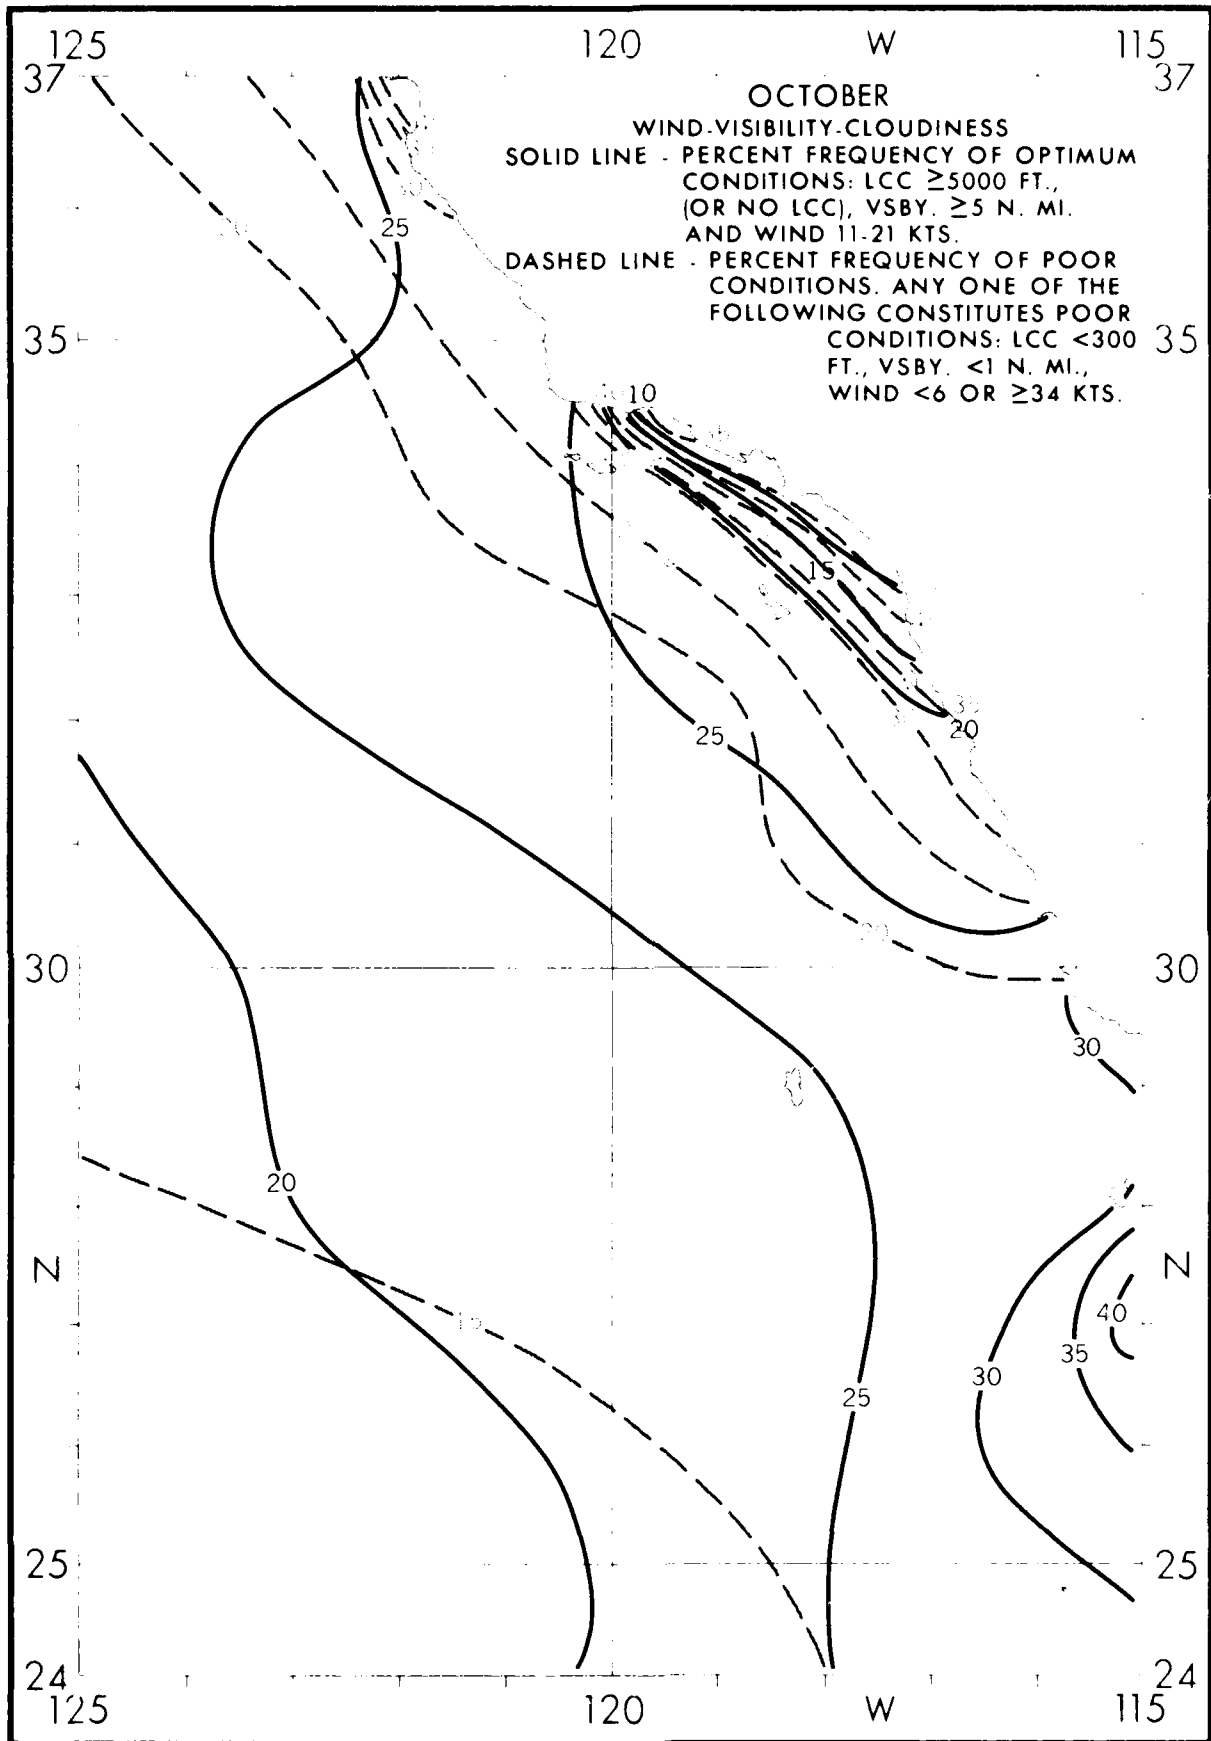 125 120 W 115
37 37
OCTOBER
WIND-VISIBILITY-CLOUDINESS
SOLID LINE - PERCENT FREQUENCY OF OPTIMUM
CONDITIONS: LCC ≥5000 FT.,
(OR NO LCC), VSBY. ≥5 N. MI.
AND WIND 11-21 KTS.
DASHED LINE - PERCENT FREQUENCY OF POOR
CONDITIONS. ANY ONE OF THE
FOLLOWING CONSTITUTES POOR
CONDITIONS: LCC <300
FT., VSBY. <1 N. MI.,
WIND <6 OR ≥34 KTS.
25
35 35
10
15
20
25
20
30 30
30
20
N N
15
40
35
30
25
25 25
24 24
125 120 W 115